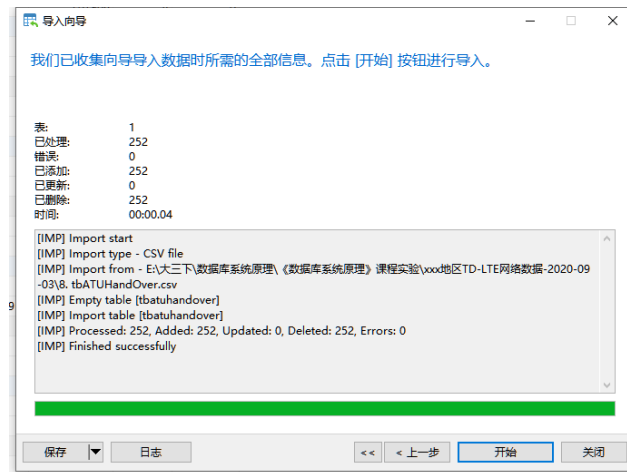 导入向导
我们已收集向导导入数据时所需的全部信息。点击 [开始] 按钮进行导入。
表: 1
已处理: 252
错误: 0
已添加: 252
已更新: 0
已删除: 252
时间: 00:00.04
[IMP] Import start
[IMP] Import type - CSV file
[IMP] Import from - E:\大三下\数据库系统原理\《数据库系统原理》课程实验\xxx地区TD-LTE网络数据-2020-09
-03\8. tbATUHandOver.csv
[IMP] Empty table [tbatuhandover]
[IMP] Import table [tbatuhandover]
9
[IMP] Processed: 252, Added: 252, Updated: 0, Deleted: 252, Errors: 0
[IMP] Finished successfully
保存 日志 << < 上一步 开始 关闭